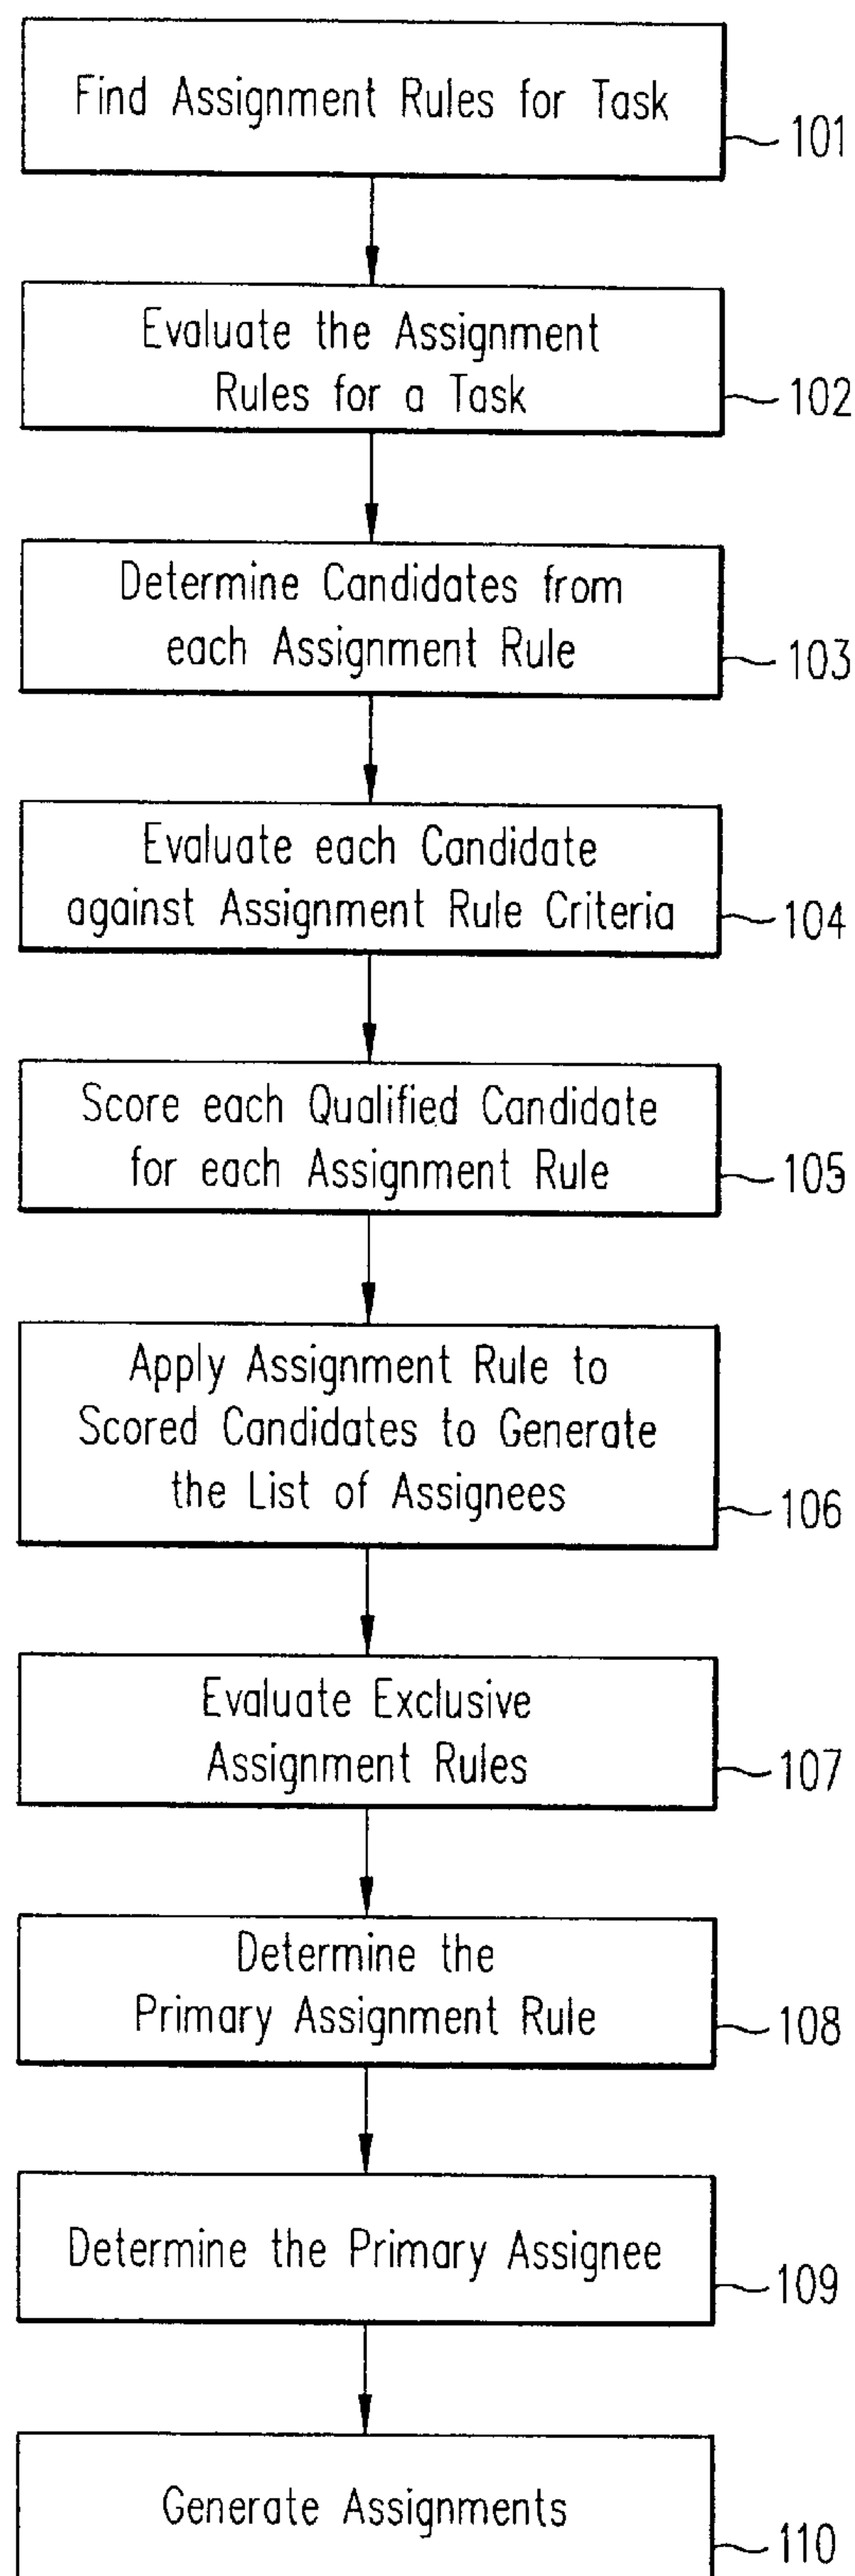 Find Assignment Rules for Task
101
Evaluate the Assignment
Rules for a Task
102
Determine Candidates from
each Assignment Rule
103
Evaluate each Candidate
against Assignment Rule Criteria
104
Score each Qualified Candidate
for each Assignment Rule
105
Apply Assignment Rule to
Scored Candidates to Generate
the List of Assignees
106
Evaluate Exclusive
Assignment Rules
107
Determine the
Primary Assignment Rule
108
Determine the Primary Assignee
109
Generate Assignments
110